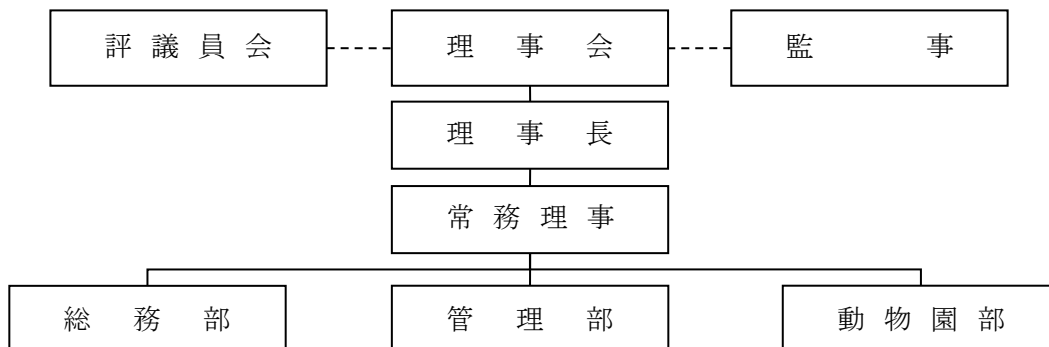 評議員会 理事会 監事
理事長
常務理事
総務部 管理部 動物園部